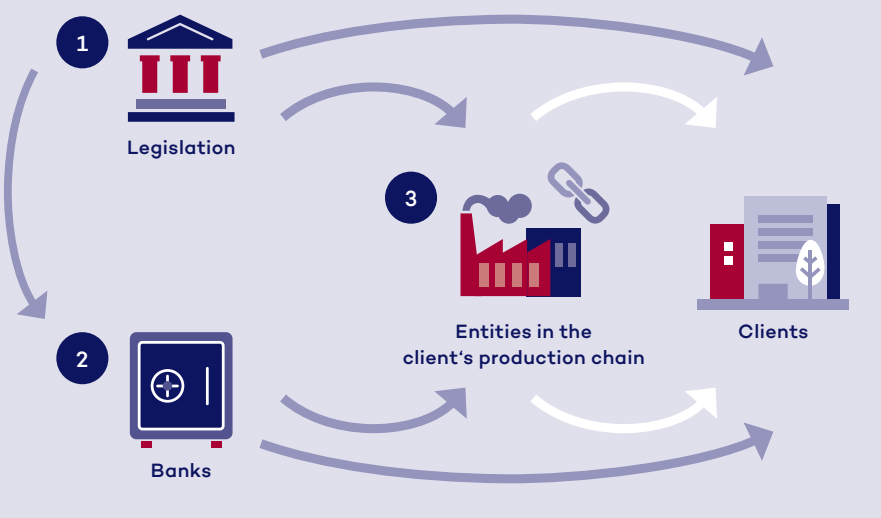 1
Legislation
3
Entities in the
client‘s production chain
Clients
2
Banks